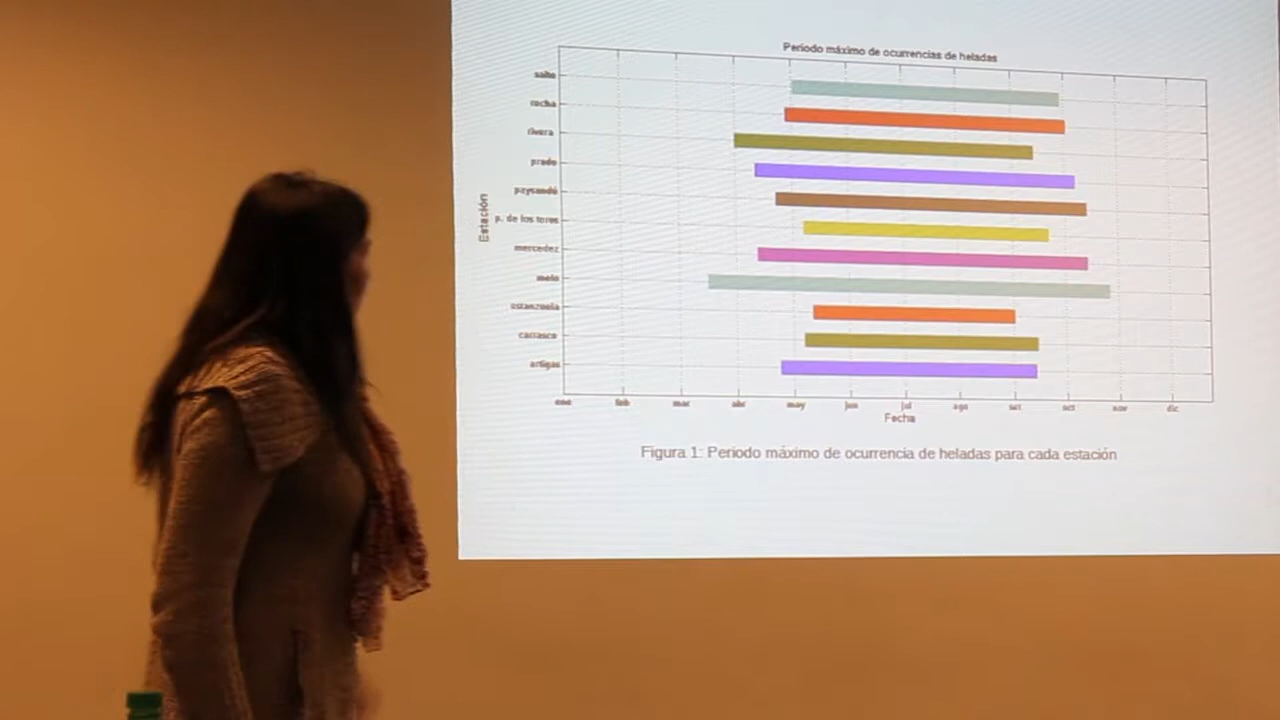 Periodo máximo de ocurrencias de heladas
salto
rocha
rivera
prado
paysandú
p. de los toros
mercedez
melo
estanzuela
carrasco
artigas
Estación
ene feb mar abr may jun jul ago set oct nov dic
Fecha
Figura 1: Periodo máximo de ocurrencia de heladas para cada estación